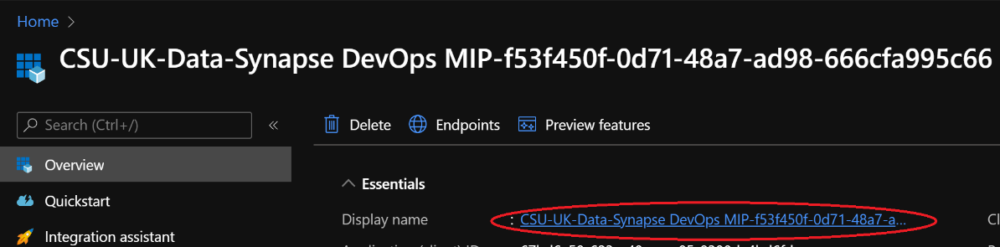 Home >
CSU-UK-Data-Synapse DevOps MIP-f53f450f-0d71-48a7-ad98-666cfa995c66
Search (Ctrl+/) «
Delete Endpoints Preview features
Overview
Essentials
Quickstart
Display name : CSU-UK-Data-Synapse DevOps MIP-f53f450f-0d71-48a7-a...
Integration assistant